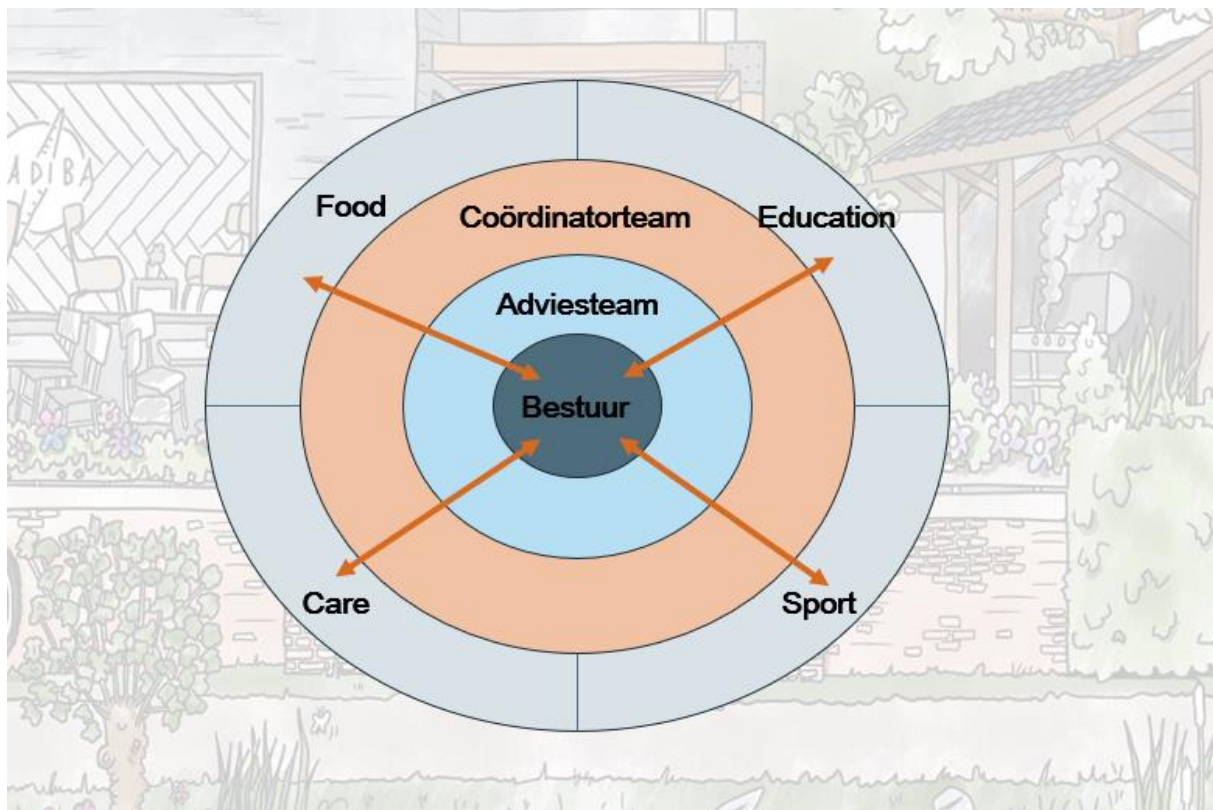 ADIBA
Food
Coördinatorteam
Education
Adviesteam
Bestuur
Care
Sport